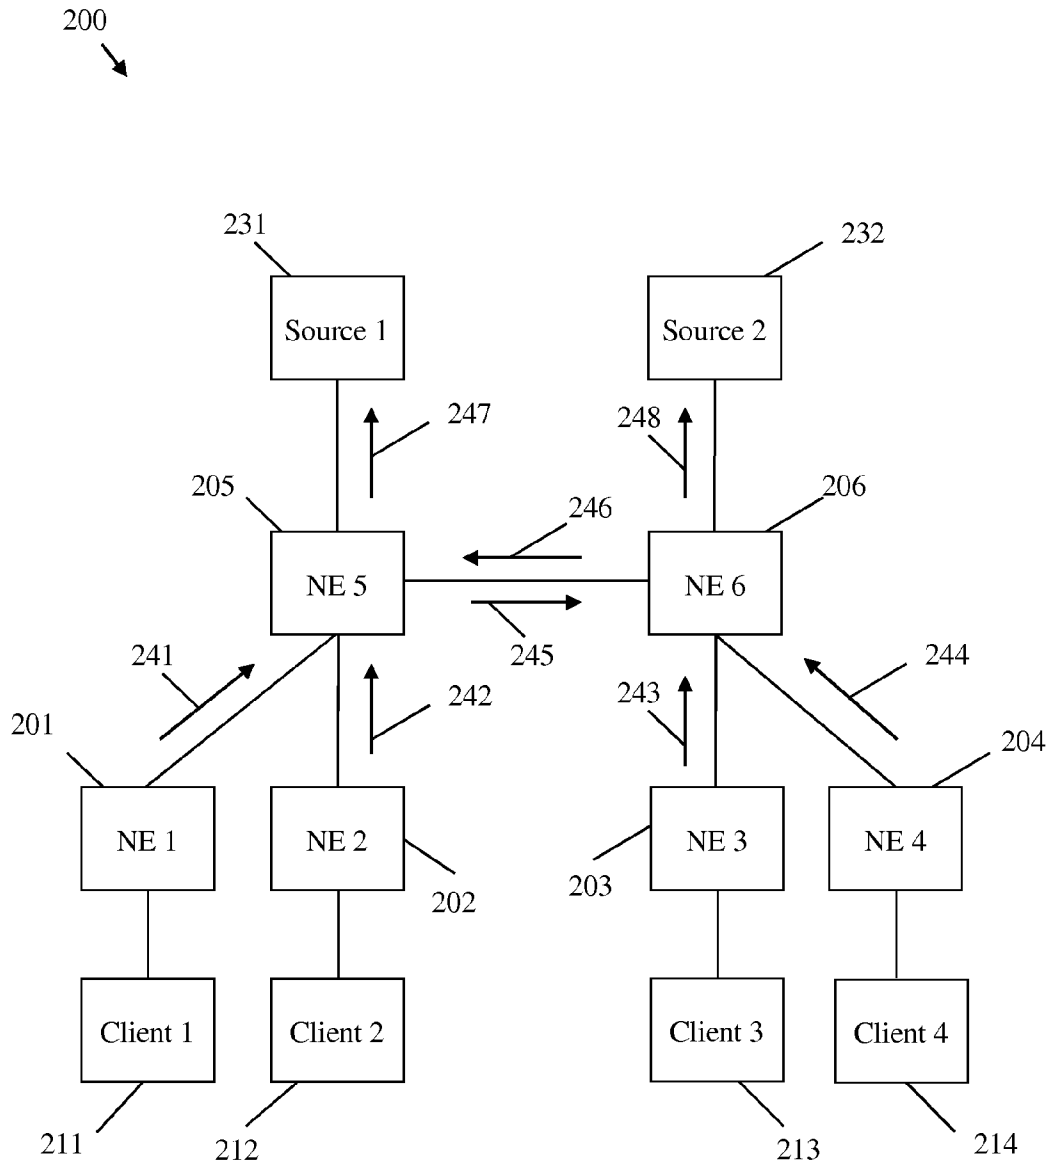 200
231
232
Source 1
Source 2
247
248
205
206
246
NE 5
NE 6
245
241
244
242
243
201
204
NE 1
NE 2
NE 3
NE 4
202
203
Client 1
Client 2
Client 3
Client 4
211
212
213
214